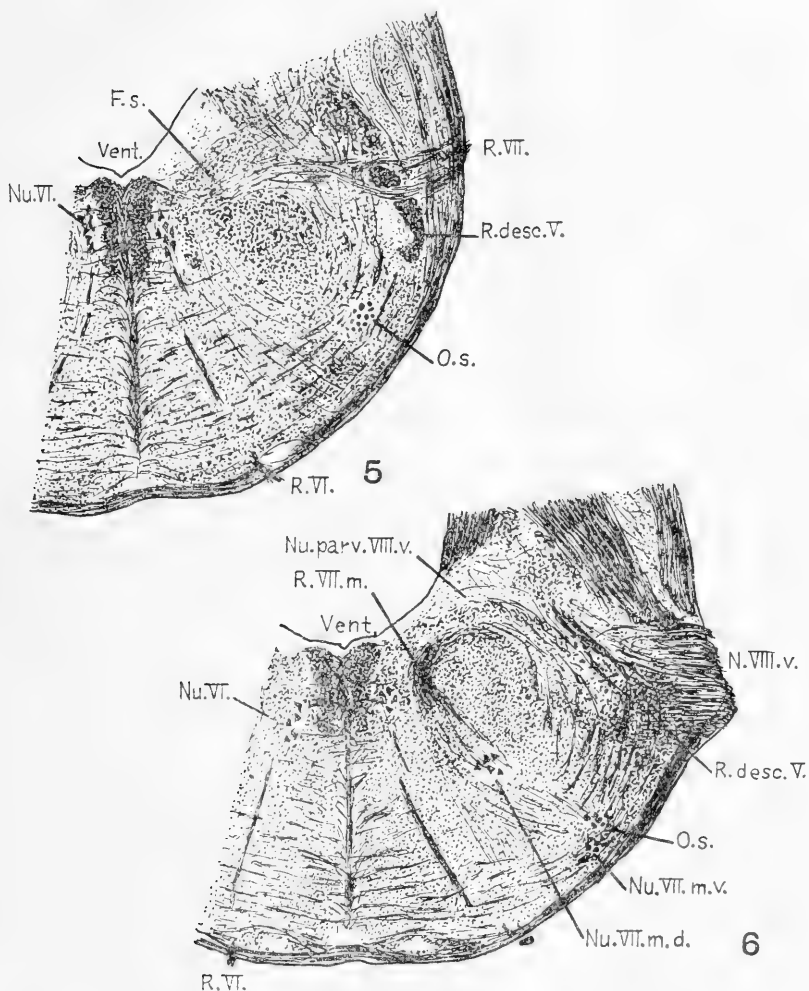 F.s.
Vent.
R.VII.
Nu.VI.
R.desc.V.
O.s.
R.VI.
5
Nu.parv.VIII.v.
R.VII.m.
Vent.
Nu.VI.
N.VIII.v.
R.desc.V.
O.s.
Nu.VII.m.v.
Nu.VII.m.d.
6
R.VI.